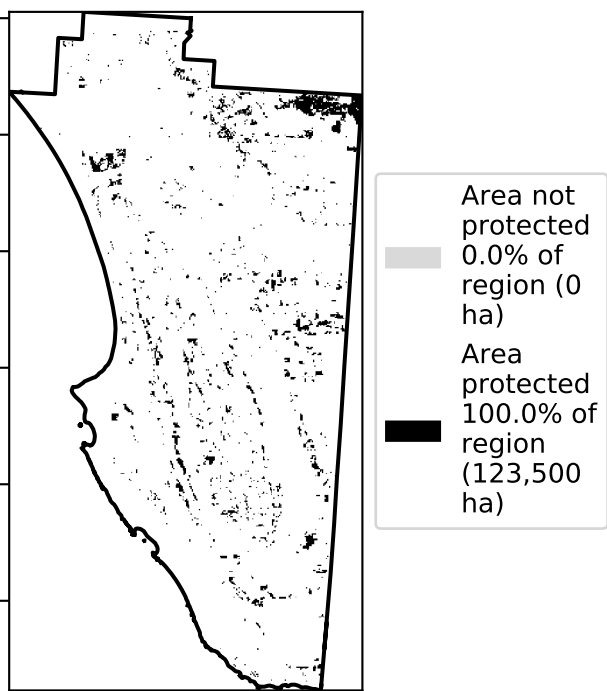 Area not
protected
0.0% of
region (0
ha)
Area
protected
100.0% of
region
(123,500
ha)